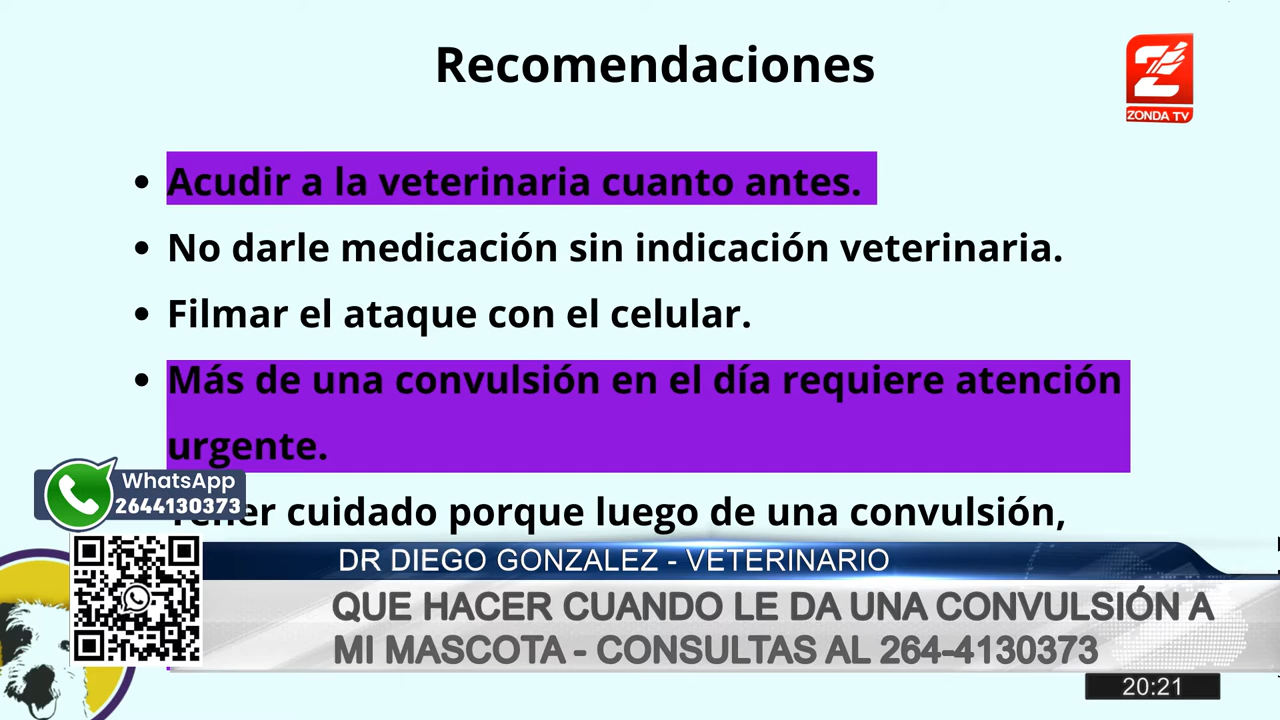 Recomendaciones
ZONDA TV
• Acudir a la veterinaria cuanto antes.
• No darle medicación sin indicación veterinaria.
• Filmar el ataque con el celular.
• Más de una convulsión en el día requiere atención
urgente.
WhatsApp
2644130373
Tener cuidado porque luego de una convulsión,
DR DIEGO GONZALEZ - VETERINARIO
QUE HACER CUANDO LE DA UNA CONVULSIÓN A
MI MASCOTA - CONSULTAS AL 264-4130373
20:21